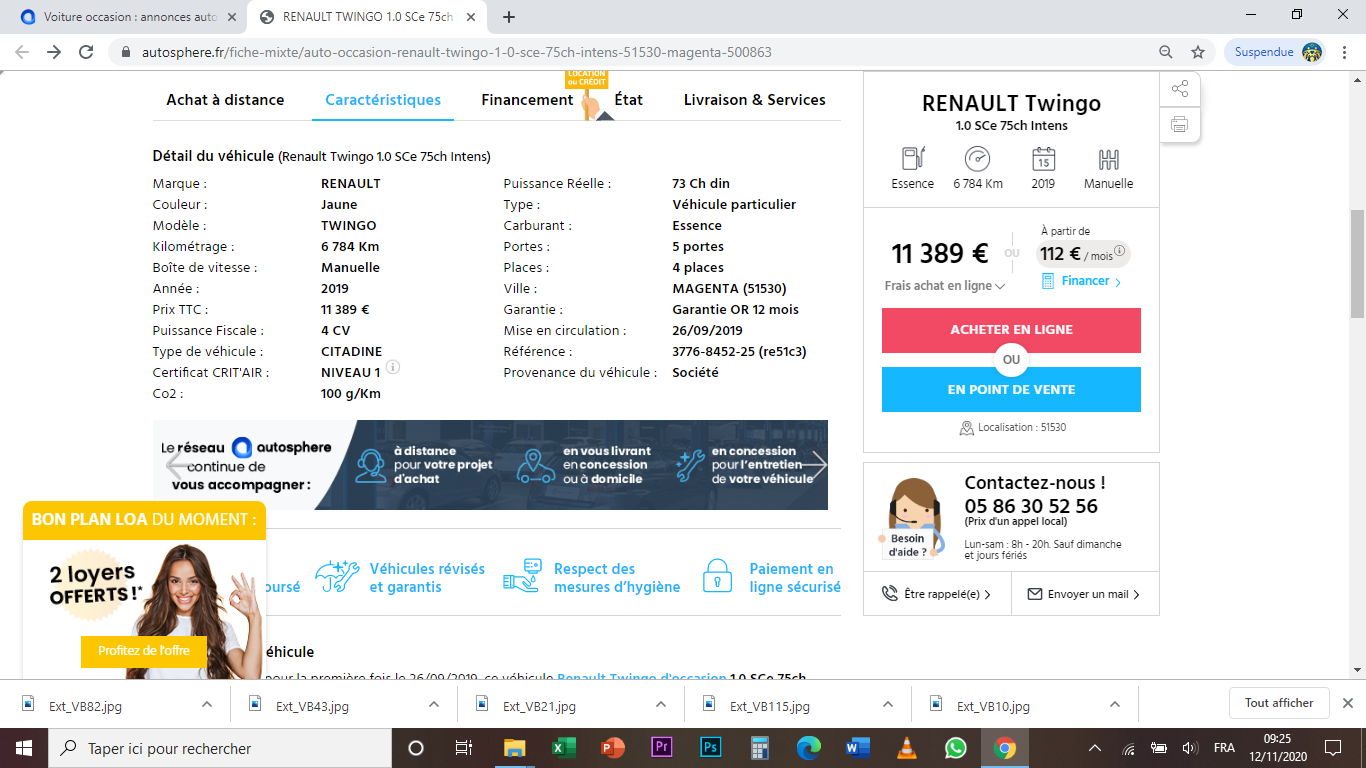 Voiture occasion : annonces auto
RENAULT TWINGO 1.0 SCe 75ch
autosphere.fr/fiche-mixte/auto-occasion-renault-twingo-1-0-sce-75ch-intens-51530-magenta-500863
Suspendue
LOCATION
ou CRÉDIT
Achat à distance
Caractéristiques
Financement
État
Livraison & Services
Détail du véhicule (Renault Twingo 1.0 SCe 75ch Intens)
Marque : RENAULT
Couleur : Jaune
Modèle : TWINGO
Kilométrage : 6 784 Km
Boîte de vitesse : Manuelle
Année : 2019
Prix TTC : 11 389 €
Puissance Fiscale : 4 CV
Type de véhicule : CITADINE
Certificat CRIT'AIR : NIVEAU 1
Co2 : 100 g/Km
Puissance Réelle : 73 Ch din
Type : Véhicule particulier
Carburant : Essence
Portes : 5 portes
Places : 4 places
Ville : MAGENTA (51530)
Garantie : Garantie OR 12 mois
Mise en circulation : 26/09/2019
Référence : 3776-8452-25 (re51c3)
Provenance du véhicule : Société
Le réseau autosphere
continue de
vous accompagner :
à distance
pour votre projet
d'achat
en vous livrant
en concession
ou à domicile
en concession
pour l'entretien
de votre véhicule
BON PLAN LOA DU MOMENT :
2 loyers
OFFERTS !*
Profitez de l'offre
oursé
Véhicules révisés
et garantis
Respect des
mesures d'hygiène
Paiement en
ligne sécurisé
éhicule
pour la première fois le 26/09/2019, ce véhicule Renault Twingo d'occasion 1.0 SCe 75ch
RENAULT Twingo
1.0 SCe 75ch Intens
15
Essence
6 784 Km
2019
Manuelle
11 389 €
Frais achat en ligne
OU
À partir de
112 € / mois
Financer
ACHETER EN LIGNE
OU
EN POINT DE VENTE
Localisation : 51530
Besoin
d'aide ?
Contactez-nous !
05 86 30 52 56
(Prix d'un appel local)
Lun-sam : 8h - 20h. Sauf dimanche
et jours fériés
Être rappelé(e)
Envoyer un mail
Ext_VB82.jpg
Ext_VB43.jpg
Ext_VB21.jpg
Ext_VB115.jpg
Ext_VB10.jpg
Tout afficher
Taper ici pour rechercher
Pr
Ps
FRA
09:25
12/11/2020